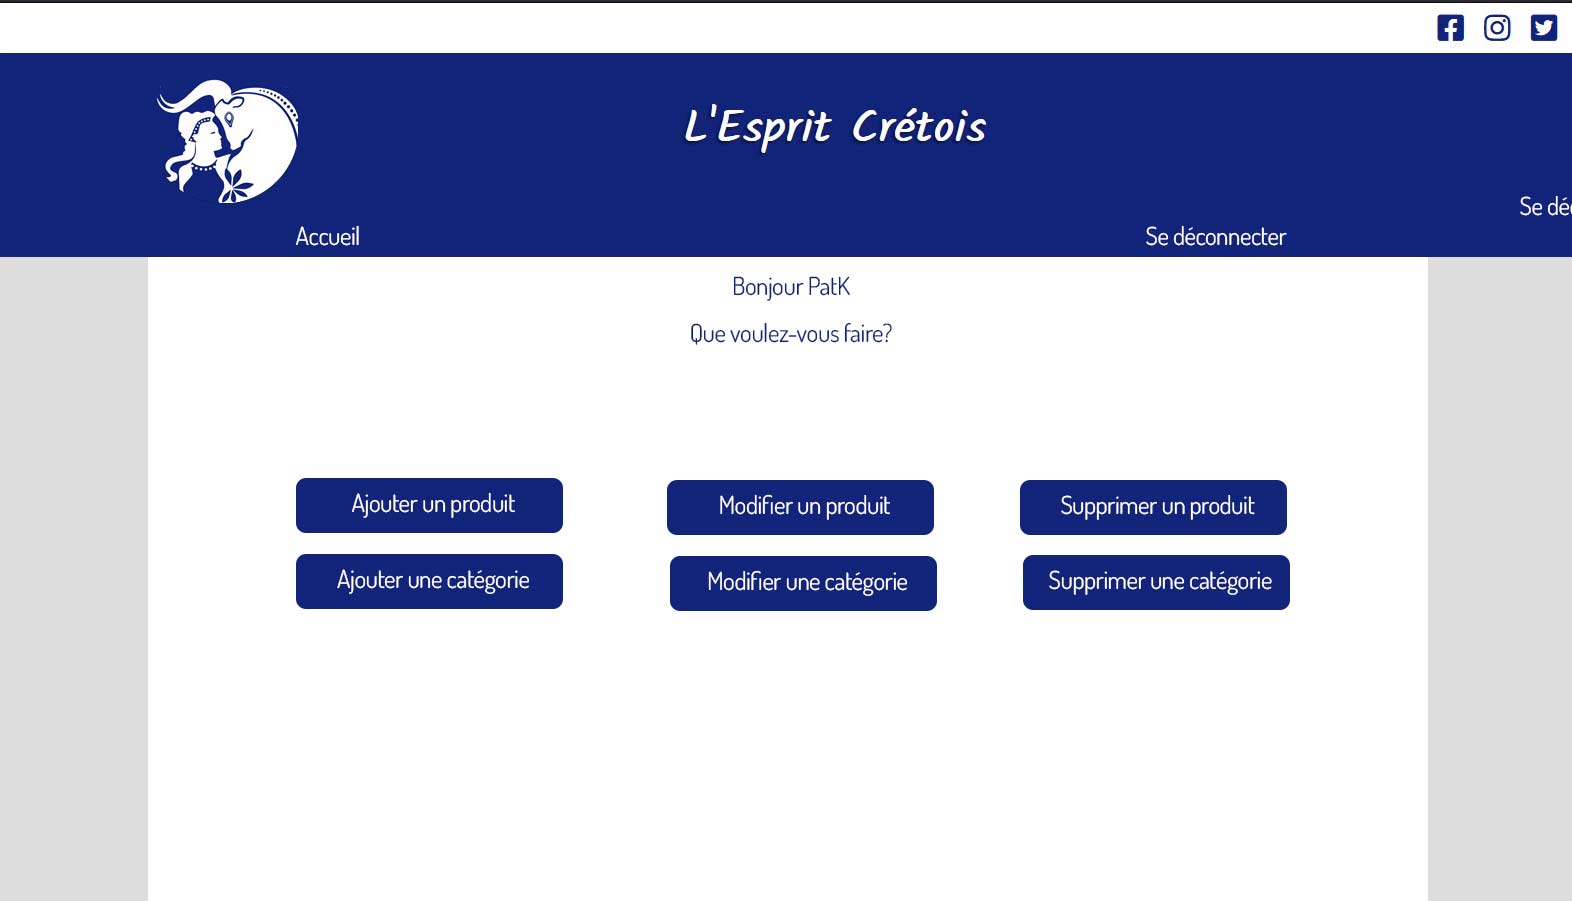 L'Esprit Crétois
Se dé
Accueil
Se déconnecter
Bonjour PatK
Que voulez-vous faire?
Ajouter un produit
Modifier un produit
Supprimer un produit
Ajouter une catégorie
Modifier une catégorie
Supprimer une catégorie